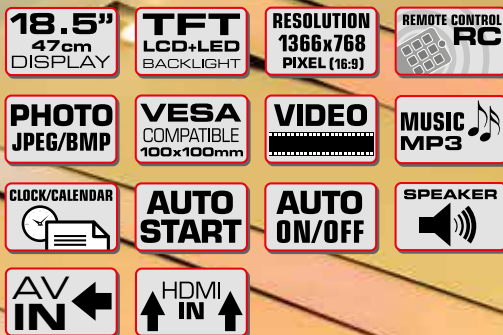 18.5”
47cm
DISPLAY
TFT
LCD+LED
BACKLIGHT
RESOLUTION
1366x768
PIXEL (16:9)
REMOTE CONTROL
RC
PHOTO
JPEG/BMP
VESA
COMPATIBLE
100x100mm
VIDEO
MUSIC
MP3
CLOCK/CALENDAR
AUTO
START
AUTO
ON/OFF
SPEAKER
AV
IN
HDMI
IN